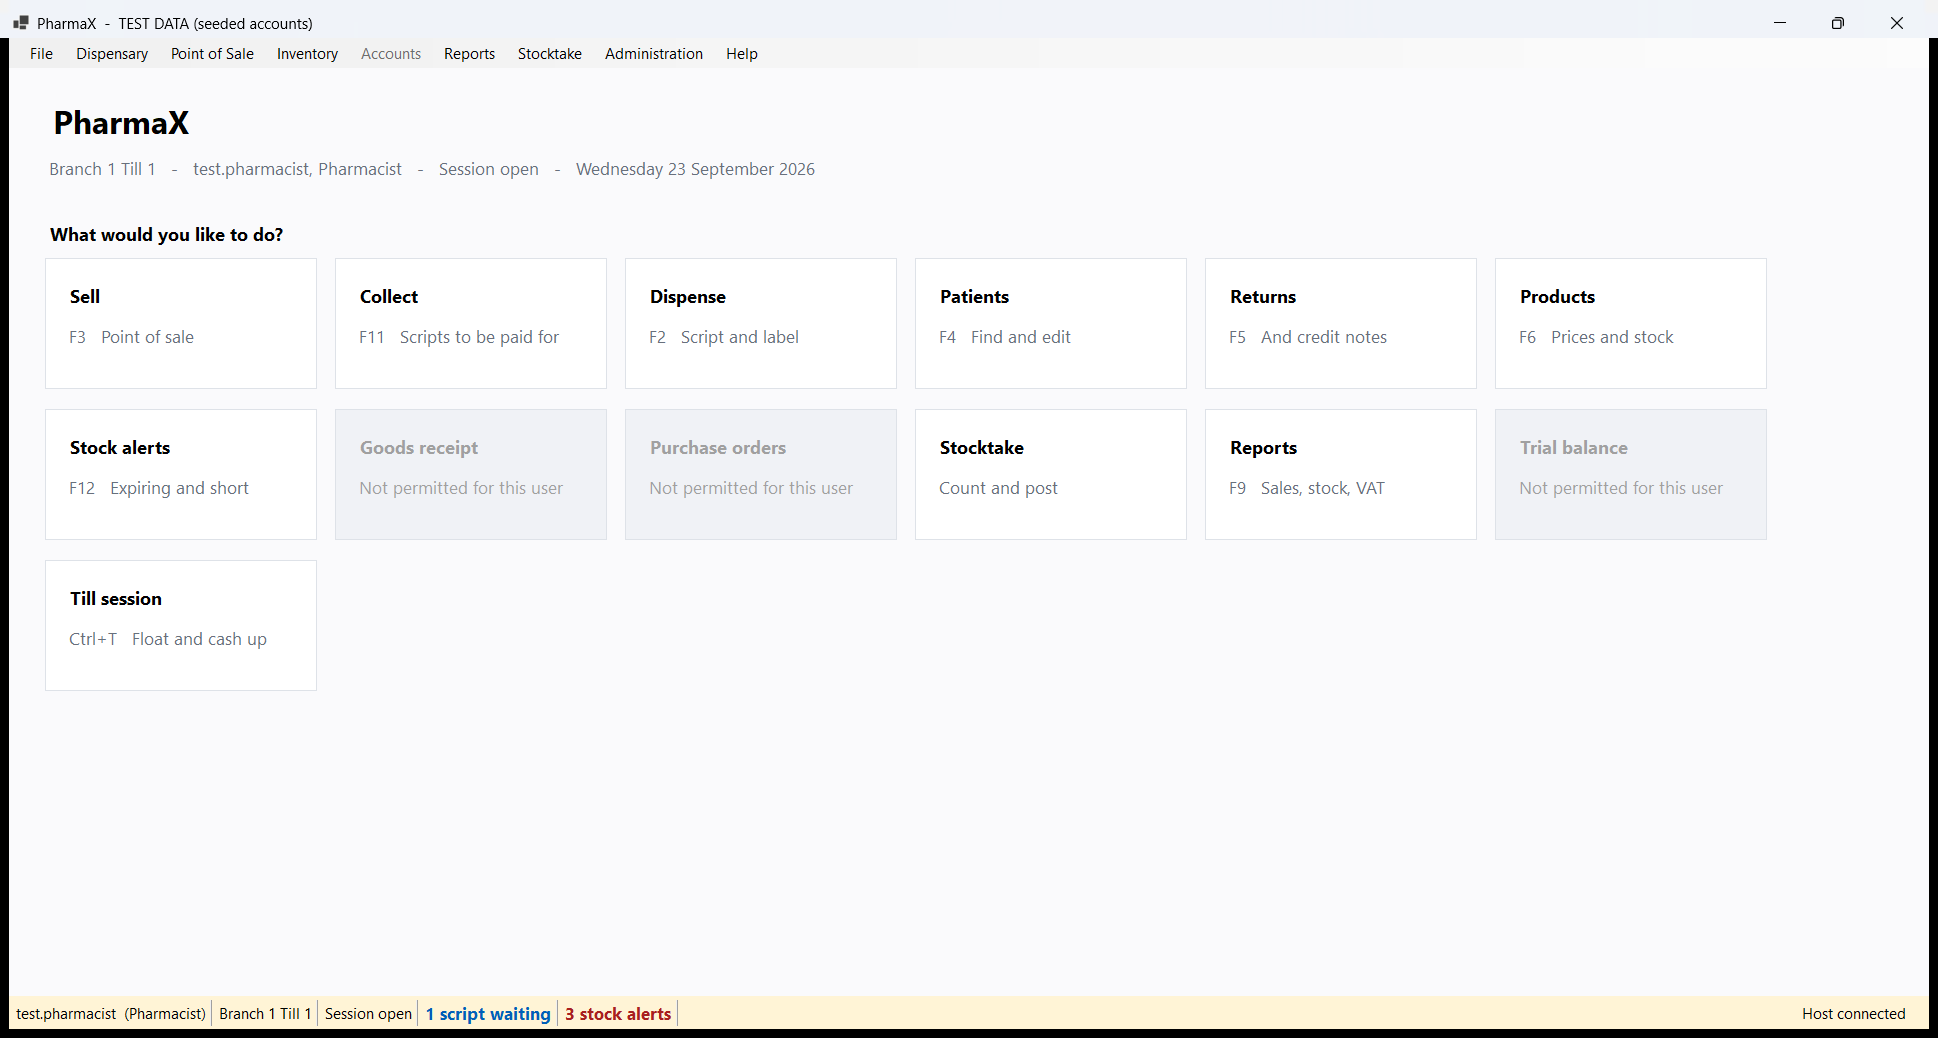 PharmaX - TEST DATA (seeded accounts)
File Dispensary Point of Sale Inventory Accounts Reports Stocktake Administration Help
PharmaX
Branch 1 Till 1 - test.pharmacist, Pharmacist - Session open - Wednesday 23 September 2026
What would you like to do?
Sell
F3 Point of sale
Collect
F11 Scripts to be paid for
Dispense
F2 Script and label
Patients
F4 Find and edit
Returns
F5 And credit notes
Products
F6 Prices and stock
Stock alerts
F12 Expiring and short
Goods receipt
Not permitted for this user
Purchase orders
Not permitted for this user
Stocktake
Count and post
Reports
F9 Sales, stock, VAT
Trial balance
Not permitted for this user
Till session
Ctrl+T Float and cash up
test.pharmacist (Pharmacist) Branch 1 Till 1 Session open 1 script waiting 3 stock alerts Host connected